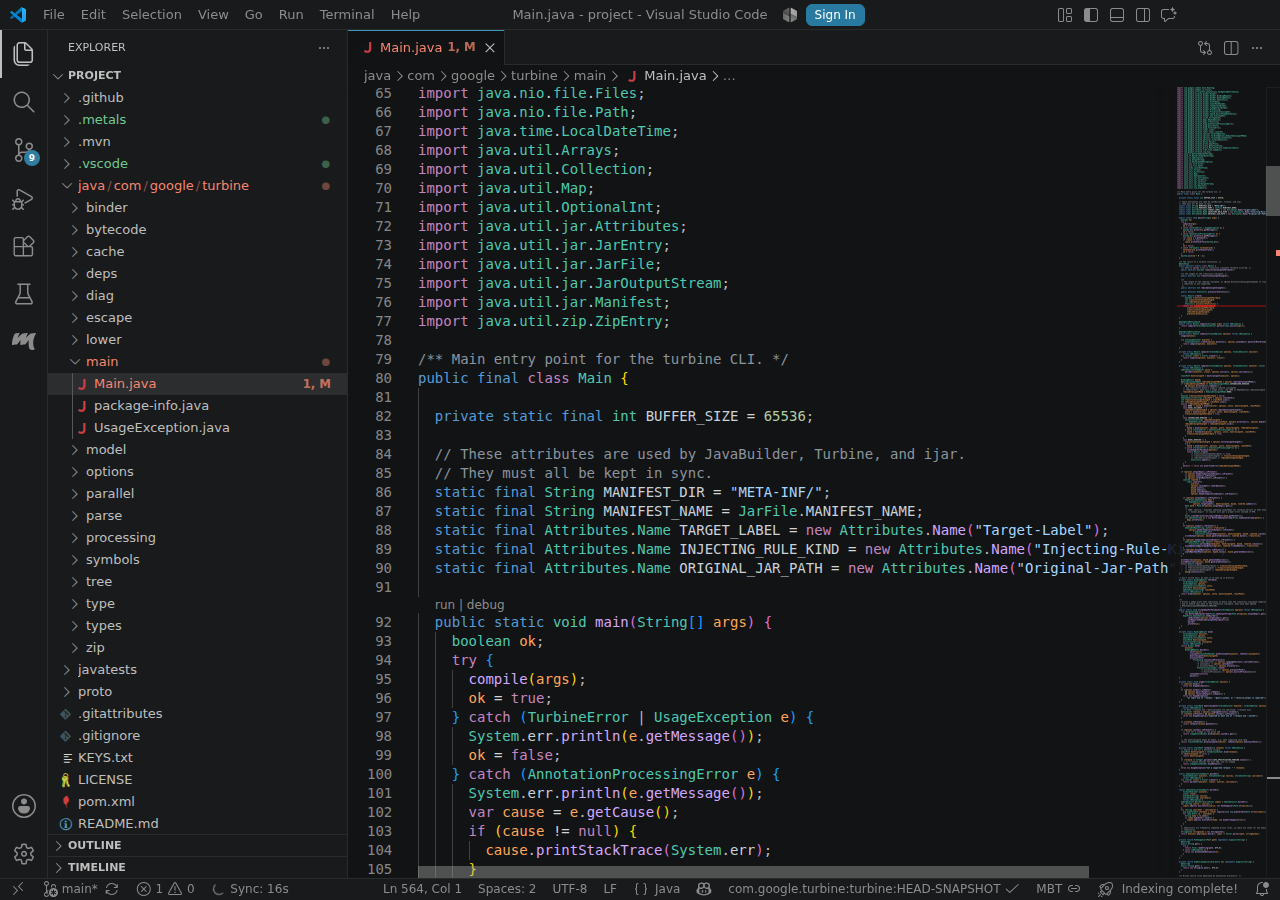 File Edit Selection View Go Run Terminal Help Main.java - project - Visual Studio Code Sign In
EXPLORER
PROJECT
.github
.metals
.mvn
.vscode
9
java/com/google/turbine
binder
bytecode
cache
deps
diag
escape
lower
main
Main.java 1, M
package-info.java
UsageException.java
model
options
parallel
parse
processing
symbols
tree
type
types
zip
javatests
proto
.gitattributes
.gitignore
KEYS.txt
LICENSE
pom.xml
README.md
OUTLINE
TIMELINE
Main.java 1, M
java > com > google > turbine > main > Main.java > ...
65 import java.nio.file.Files;
66 import java.nio.file.Path;
67 import java.time.LocalDateTime;
68 import java.util.Arrays;
69 import java.util.Collection;
70 import java.util.Map;
71 import java.util.OptionalInt;
72 import java.util.jar.Attributes;
73 import java.util.jar.JarEntry;
74 import java.util.jar.JarFile;
75 import java.util.jar.JarOutputStream;
76 import java.util.jar.Manifest;
77 import java.util.zip.ZipEntry;
78
79 /** Main entry point for the turbine CLI. */
80 public final class Main {
81
82 private static final int BUFFER_SIZE = 65536;
83
84 // These attributes are used by JavaBuilder, Turbine, and ijar.
85 // They must all be kept in sync.
86 static final String MANIFEST_DIR = "META-INF/";
87 static final String MANIFEST_NAME = JarFile.MANIFEST_NAME;
88 static final Attributes.Name TARGET_LABEL = new Attributes.Name("Target-Label");
89 static final Attributes.Name INJECTING_RULE_KIND = new Attributes.Name("Injecting-Rule-K
90 static final Attributes.Name ORIGINAL_JAR_PATH = new Attributes.Name("Original-Jar-Path
91
run | debug
92 public static void main(String[] args) {
93 boolean ok;
94 try {
95 compile(args);
96 ok = true;
97 } catch (TurbineError | UsageException e) {
98 System.err.println(e.getMessage());
99 ok = false;
100 } catch (AnnotationProcessingError e) {
101 System.err.println(e.getMessage());
102 var cause = e.getCause();
103 if (cause != null) {
104 cause.printStackTrace(System.err);
105 }
main* 1 0 Sync: 16s Ln 564, Col 1 Spaces: 2 UTF-8 LF { } Java com.google.turbine:turbine:HEAD-SNAPSHOT MBT Indexing complete!